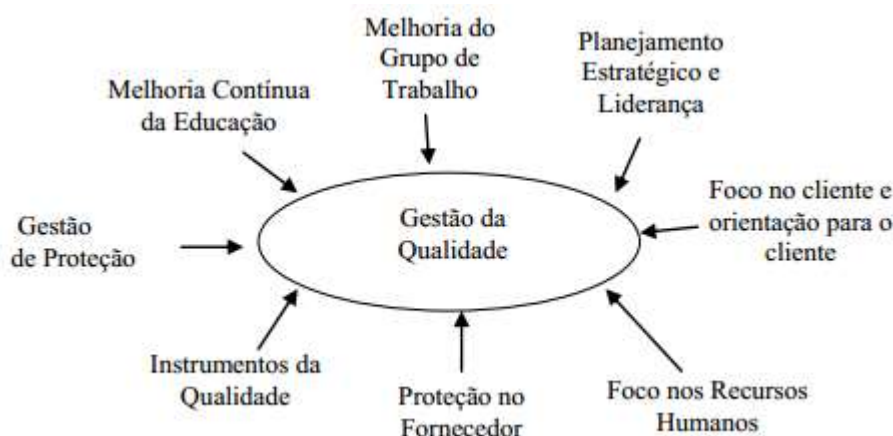 Melhoria do
Grupo de
Trabalho
Planejamento
Estratégico e
Liderança
Melhoria Contínua
da Educação
Foco no cliente e
orientação para o
cliente
Gestão da
Qualidade
Gestão
de Proteção
Instrumentos da
Qualidade
Proteção no
Fornecedor
Foco nos Recursos
Humanos